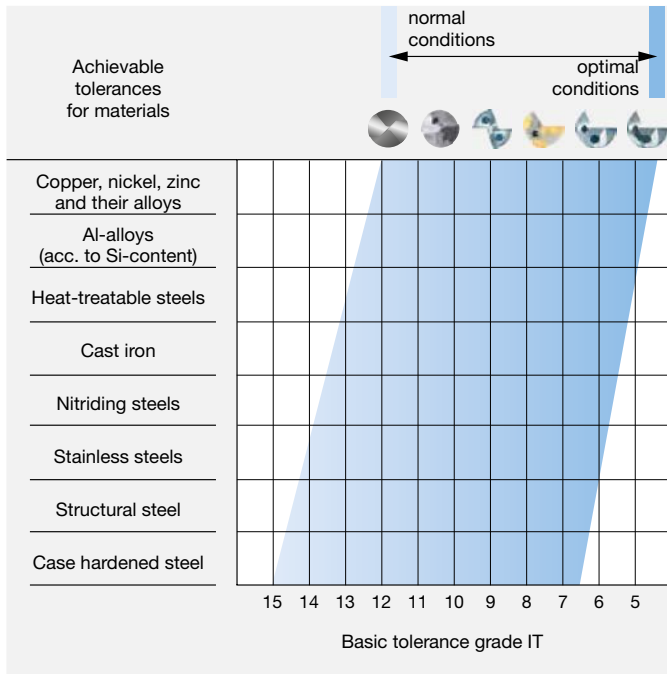 Achievable
tolerances
for materials
normal
conditions
optimal
conditions
Copper, nickel, zinc
and their alloys
Al-alloys
(acc. to Si-content)
Heat-treatable steels
Cast iron
Nitriding steels
Stainless steels
Structural steel
Case hardened steel
15 14 13 12 11 10 9 8 7 6 5
Basic tolerance grade IT